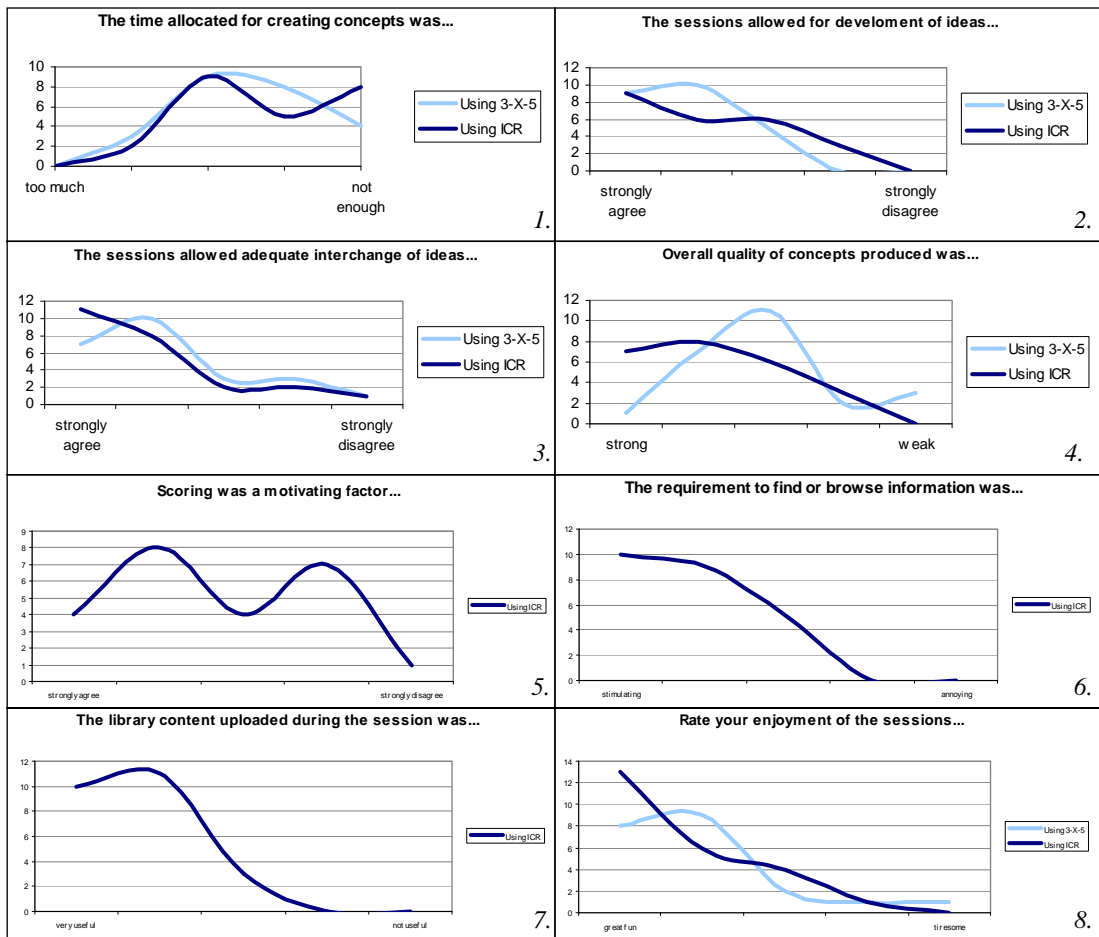 The time allocated for creating concepts was...
10
8
6
4
2
0
too much
not
enough
Using 3-X-5
Using ICR
1.
The sessions allowed for develoment of ideas...
12
10
8
6
4
2
0
strongly
agree
strongly
disagree
Using 3-X-5
Using ICR
2.
The sessions allowed adequate interchange of ideas...
12
10
8
6
4
2
0
strongly
agree
strongly
disagree
Using 3-X-5
Using ICR
3.
Overall quality of concepts produced was...
12
10
8
6
4
2
0
strong
weak
Using 3-X-5
Using ICR
4.
Scoring was a motivating factor...
9
8
7
6
5
4
3
2
1
0
strongly agree
strongly disagree
Using ICR
5.
The requirement to find or browse information was...
12
10
8
6
4
2
0
stimulating
annoying
Using ICR
6.
The library content uploaded during the session was...
12
10
8
6
4
2
0
very useful
not useful
Using ICR
7.
Rate your enjoyment of the sessions...
14
12
10
8
6
4
2
0
great fun
tiresome
Using 3-X-5
Using ICR
8.